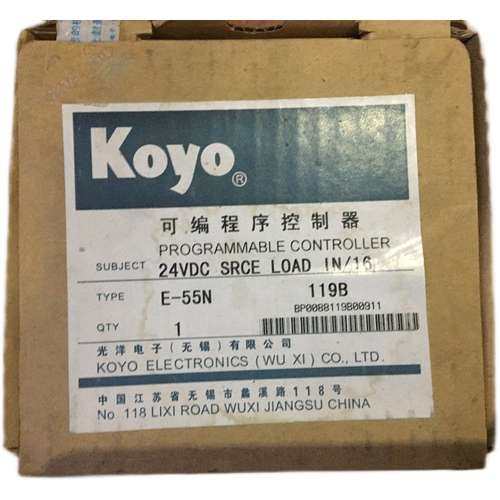 Koyo®
可编程序控制器
PROGRAMMABLE CONTROLLER
SUBJECT 24VDC SRCE LOAD IN/16
TYPE E-55N 119B
BP0088119B00911
QTY 1
光洋电子(无锡)有限公司
KOYO ELECTRONICS(WU XI)CO.,LTD.
中国江苏省无锡市蠡溪路118号
No.118 LIXI ROAD WUXI JIANGSU CHINA